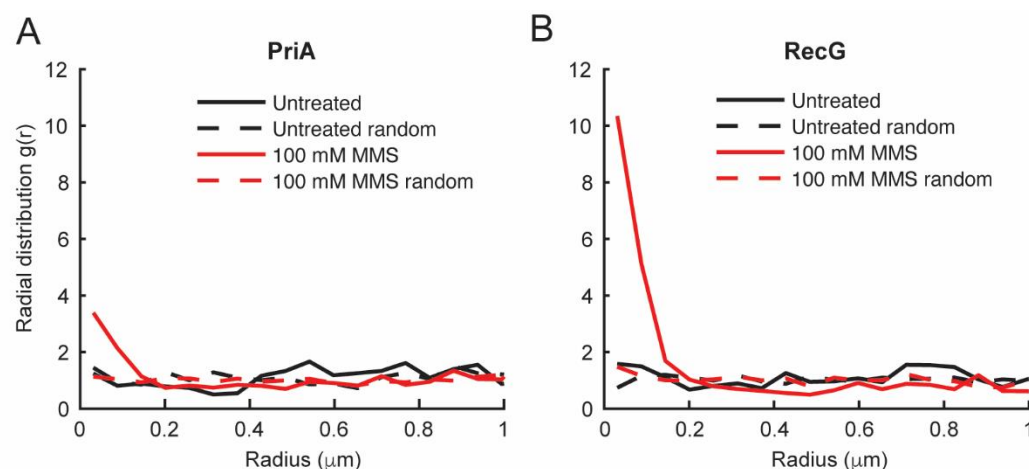 A
PriA
Radial distribution g(r)
12
10
8
6
4
2
0
Untreated
Untreated random
100 mM MMS
100 mM MMS random
0 0.2 0.4 0.6 0.8 1
Radius (μm)
B
RecG
12
10
8
6
4
2
0
Untreated
Untreated random
100 mM MMS
100 mM MMS random
0 0.2 0.4 0.6 0.8 1
Radius (μm)